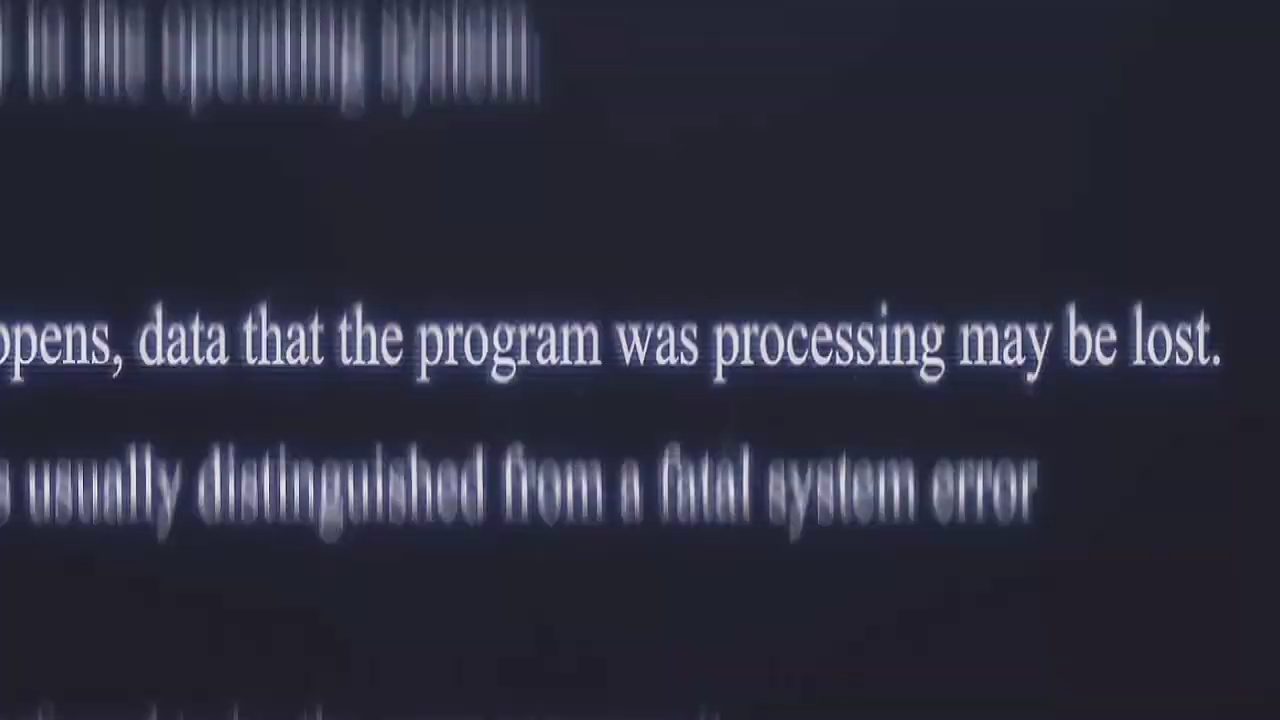 to the operating system
ppens, data that the program was processing may be lost.
s usually distinguished from a fatal system error